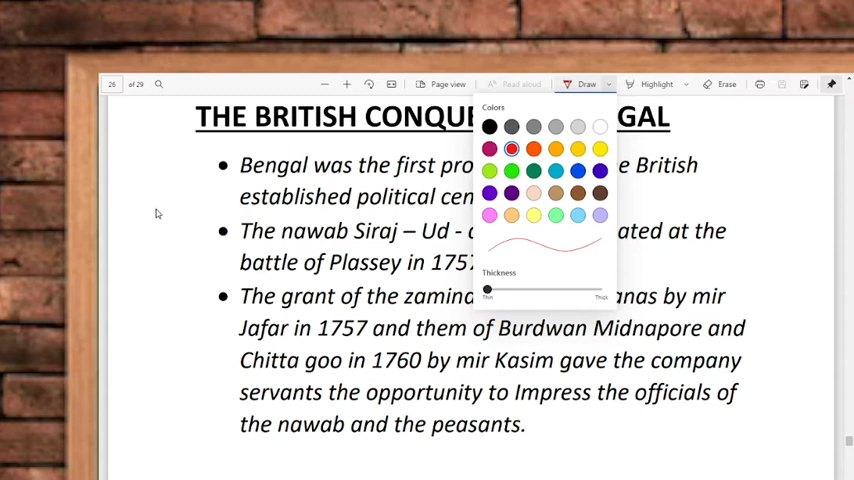 26 of 29 Page view Read aloud Draw Highlight Erase
Colors
Thickness
Thin Thick
THE BRITISH CONQUE GAL
Bengal was the first pro e British
established political cen
The nawab Siraj – Ud - ated at the
battle of Plassey in 1757
The grant of the zamina anas by mir
Jafar in 1757 and them of Burdwan Midnapore and
Chitta goo in 1760 by mir Kasim gave the company
servants the opportunity to Impress the officials of
the nawab and the peasants.